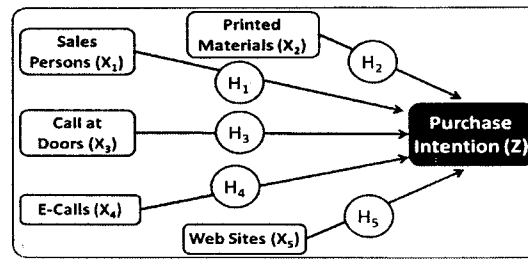 Sales
Persons (X₁)
Printed
Materials (X₂)
H₁
H₂
Call at
Doors (X₃)
H₃
Purchase
Intention (Z)
E-Calls (X₄)
H₄
Web Sites (X₅)
H₅